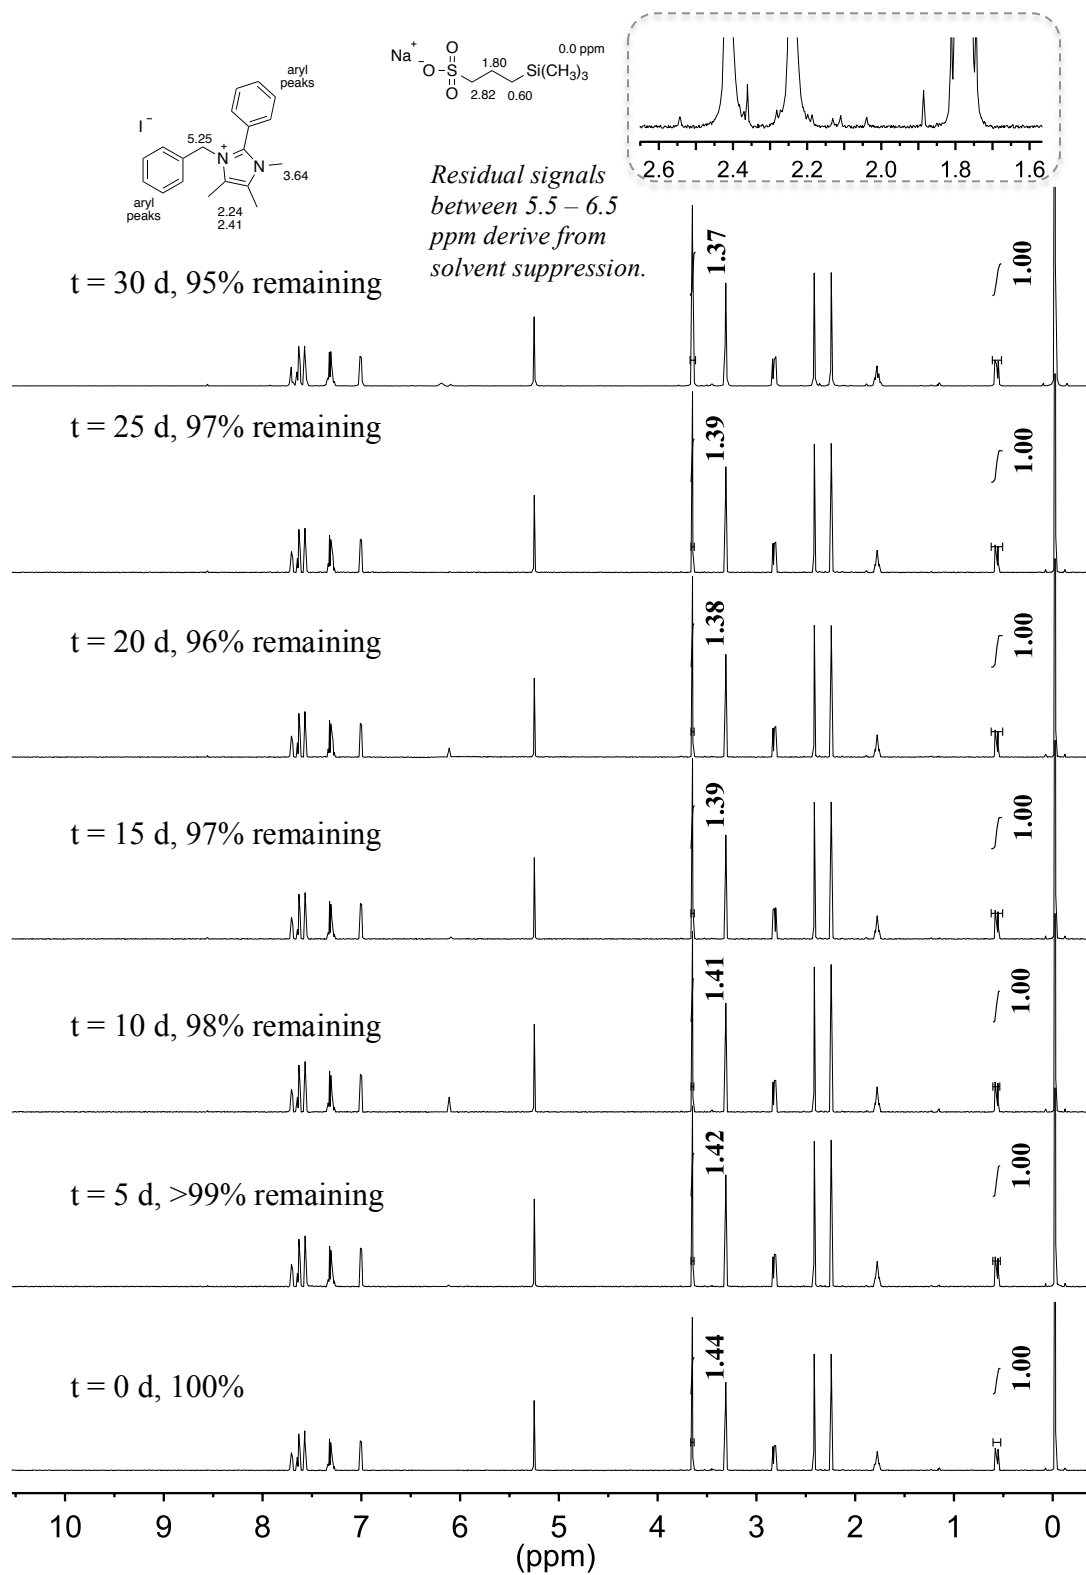 Na+
-O-S
O
O
1.80
2.82
0.60
0.0 ppm
Si(CH3)3
aryl
peaks
I−
5.25
N+
N
3.64
2.24
2.41
aryl
peaks
2.6 2.4 2.2 2.0 1.8 1.6
Residual signals
between 5.5 – 6.5
ppm derive from
solvent suppression.
t = 30 d, 95% remaining
1.37
1.00
t = 25 d, 97% remaining
1.39
1.00
t = 20 d, 96% remaining
1.38
1.00
t = 15 d, 97% remaining
1.39
1.00
t = 10 d, 98% remaining
1.41
1.00
t = 5 d, >99% remaining
1.42
1.00
t = 0 d, 100%
1.44
1.00
10 9 8 7 6 5 4 3 2 1 0
(ppm)